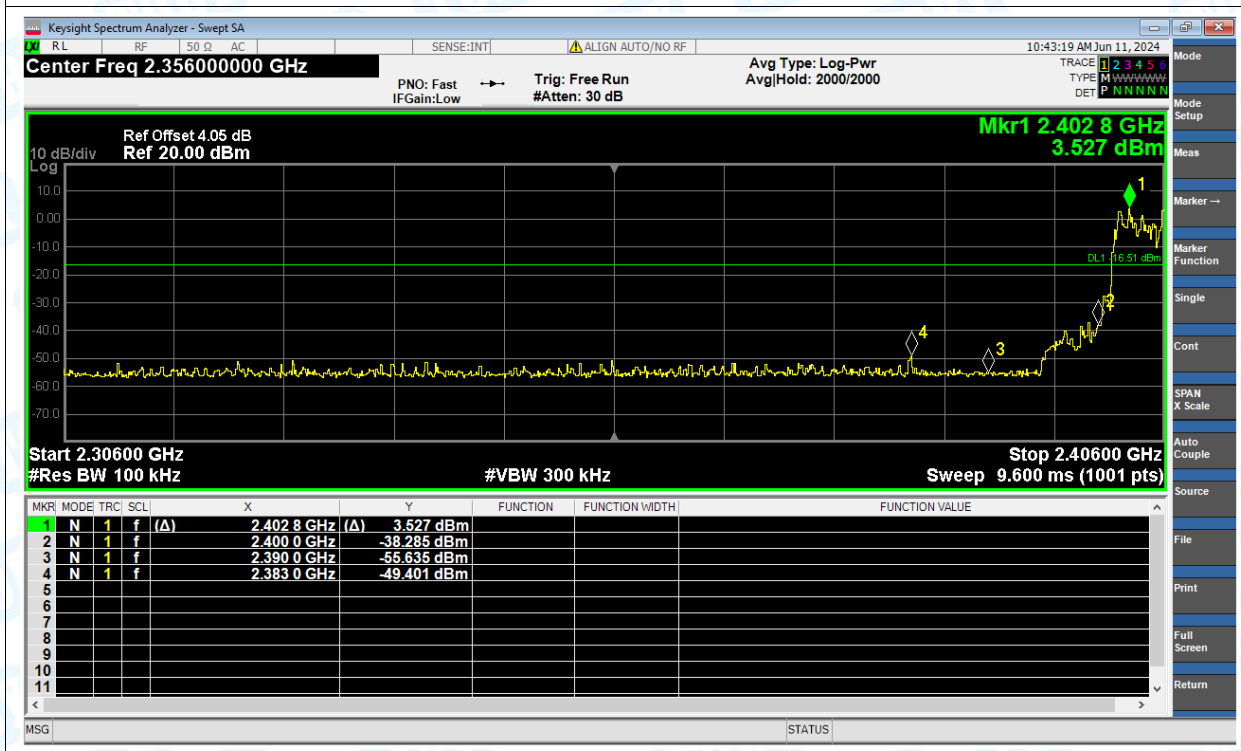 Keysight Spectrum Analyzer - Swept SA
LXI RL RF 50 Ω AC SENSE:INT ALIGN AUTO/NO RF 10:43:19 AM Jun 11, 2024
Center Freq 2.356000000 GHz
PNO: Fast
IFGain:Low
Trig: Free Run
#Atten: 30 dB
Avg Type: Log-Pwr
Avg|Hold: 2000/2000
TRACE 1 2 3 4 5 6
TYPE M W W W W W
DET P N N N N N
Mkr1 2.402 8 GHz
3.527 dBm
Ref Offset 4.05 dB
10 dB/div Ref 20.00 dBm
Log
10.0
0.00
-10.0
-20.0
-30.0
-40.0
-50.0
-60.0
-70.0
1
DL1 -16.51 dBm
2
4
3
Start 2.30600 GHz Stop 2.40600 GHz
#Res BW 100 kHz #VBW 300 kHz Sweep 9.600 ms (1001 pts)
MKR MODE TRC SCL X Y FUNCTION FUNCTION WIDTH FUNCTION VALUE
1 N 1 f (Δ) 2.402 8 GHz (Δ) 3.527 dBm
2 N 1 f 2.400 0 GHz -38.285 dBm
3 N 1 f 2.390 0 GHz -55.635 dBm
4 N 1 f 2.383 0 GHz -49.401 dBm
5
6
7
8
9
10
11
MSG STATUS
Mode
Mode
Setup
Meas
Marker →
Marker
Function
Single
Cont
SPAN
X Scale
Auto
Couple
Source
File
Print
Full
Screen
Return